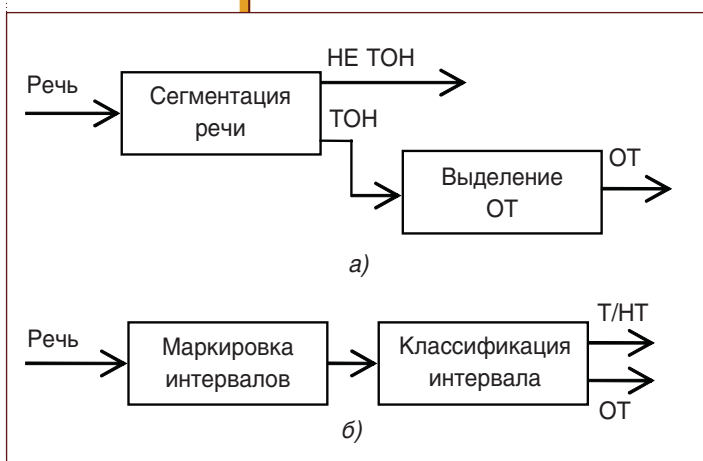 НЕ ТОН
Речь
Сегментация
речи
ТОН
ОТ
Выделение
ОТ
а)
Т/НТ
Речь
Маркировка
интервалов
Классификация
интервала
ОТ
б)